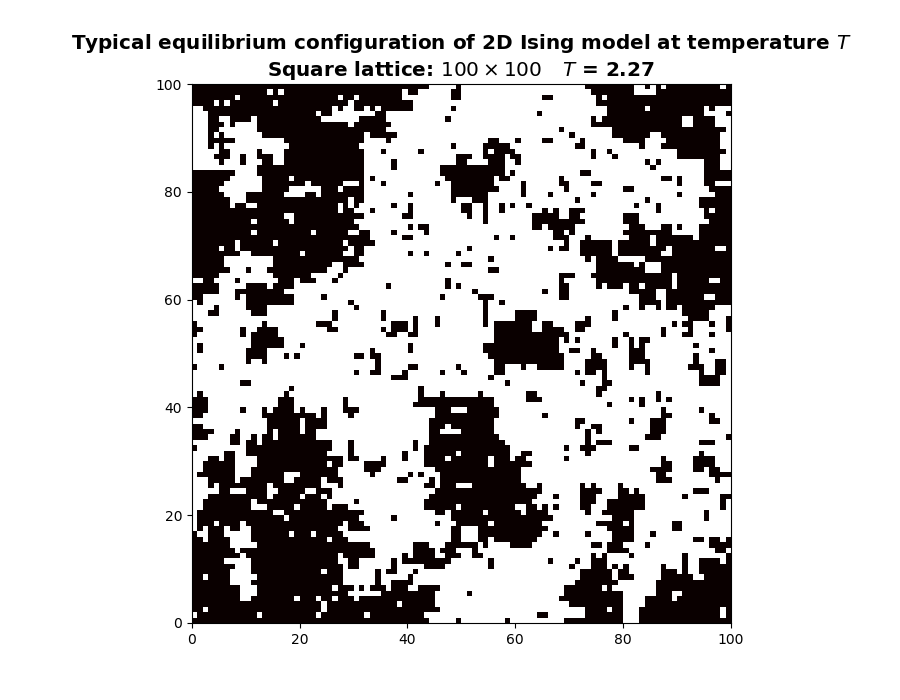 Typical equilibrium configuration of 2D Ising model at temperature T
Square lattice: 100 × 100 T = 2.27
100
80
60
40
20
0
0 20 40 60 80 100